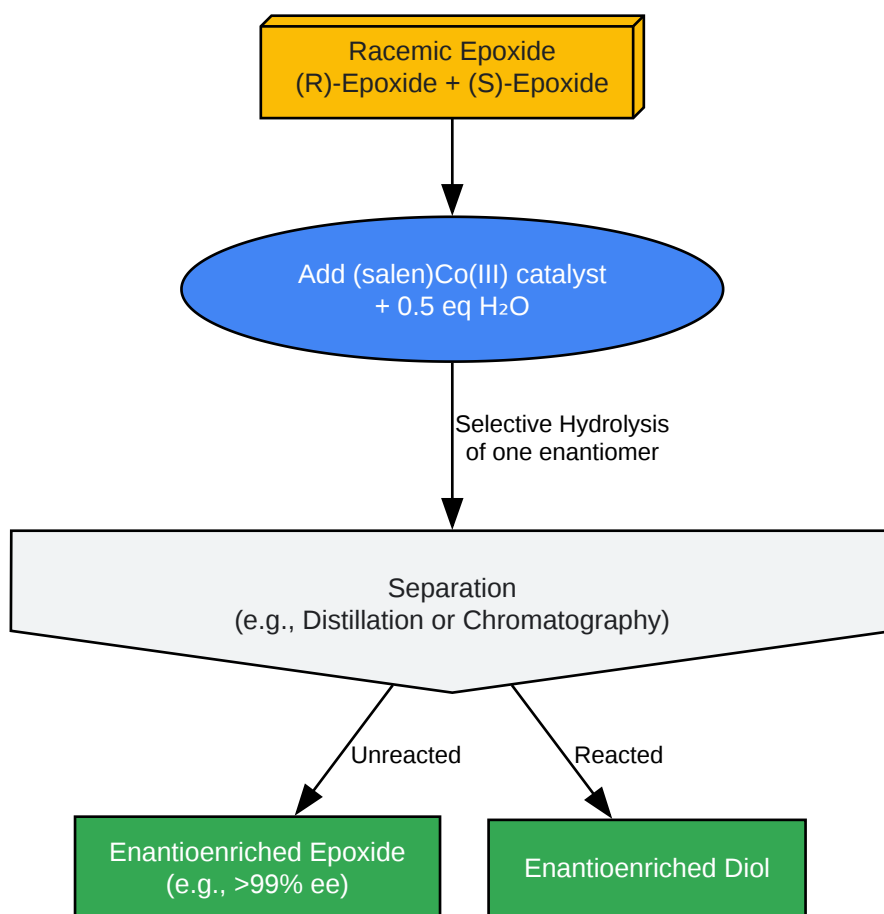 Racemic Epoxide
(R)-Epoxide + (S)-Epoxide
Add (salen)Co(III) catalyst
+ 0.5 eq H₂O
Selective Hydrolysis
of one enantiomer
Separation
(e.g., Distillation or Chromatography)
Unreacted
Reacted
Enantioenriched Epoxide
(e.g., >99% ee)
Enantioenriched Diol